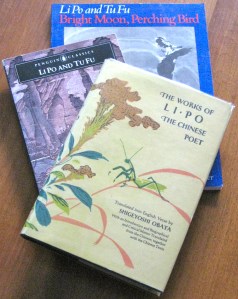 Li Po and Tu Fu
Bright Moon, Perching Bird
PENGUIN CLASSICS
LI PO AND TU FU
THE WORKS OF
LI·PO
THE CHINESE
POET
Translated into English Verse by
SHIGEYOSHI OBATA